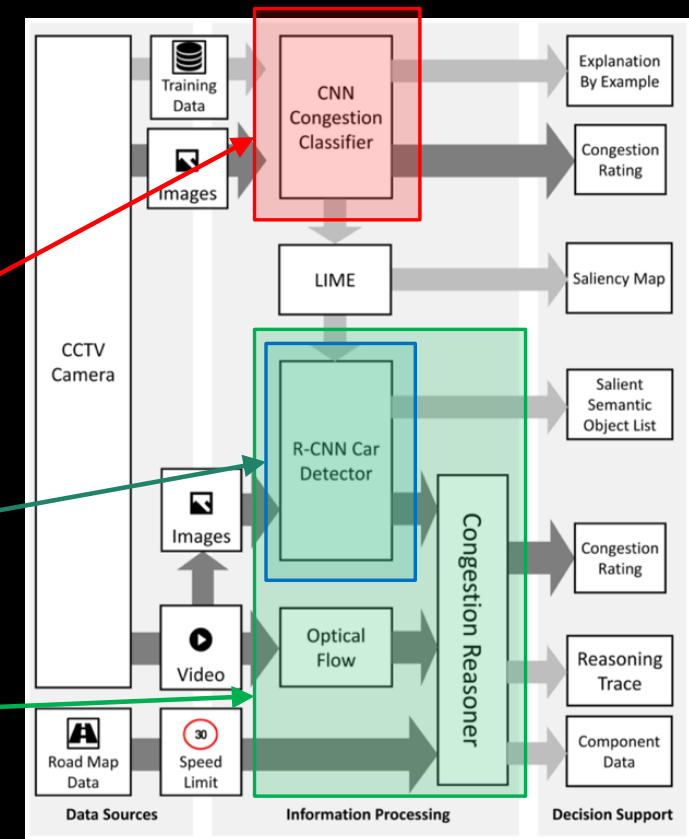 Training
Data
Images
CNN
Congestion
Classifier
Explanation
By Example
Congestion
Rating
LIME
Saliency Map
CCTV
Camera
R-CNN Car
Detector
Salient
Semantic
Object List
Images
Congestion Reasoner
Congestion
Rating
Video
Optical
Flow
Reasoning
Trace
Road Map
Data
30
Speed
Limit
Component
Data
Data Sources
Information Processing
Decision Support